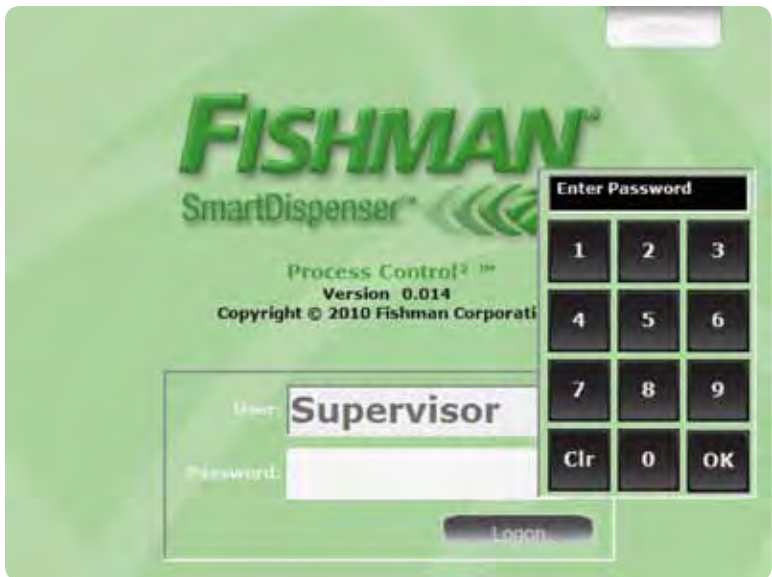 FISHMAN™
SmartDispenser™
Process Control² ™
Version 0.014
Copyright © 2010 Fishman Corporati
User:
Supervisor
Password:
Logon
Enter Password
1 2 3
4 5 6
7 8 9
Clr 0 OK